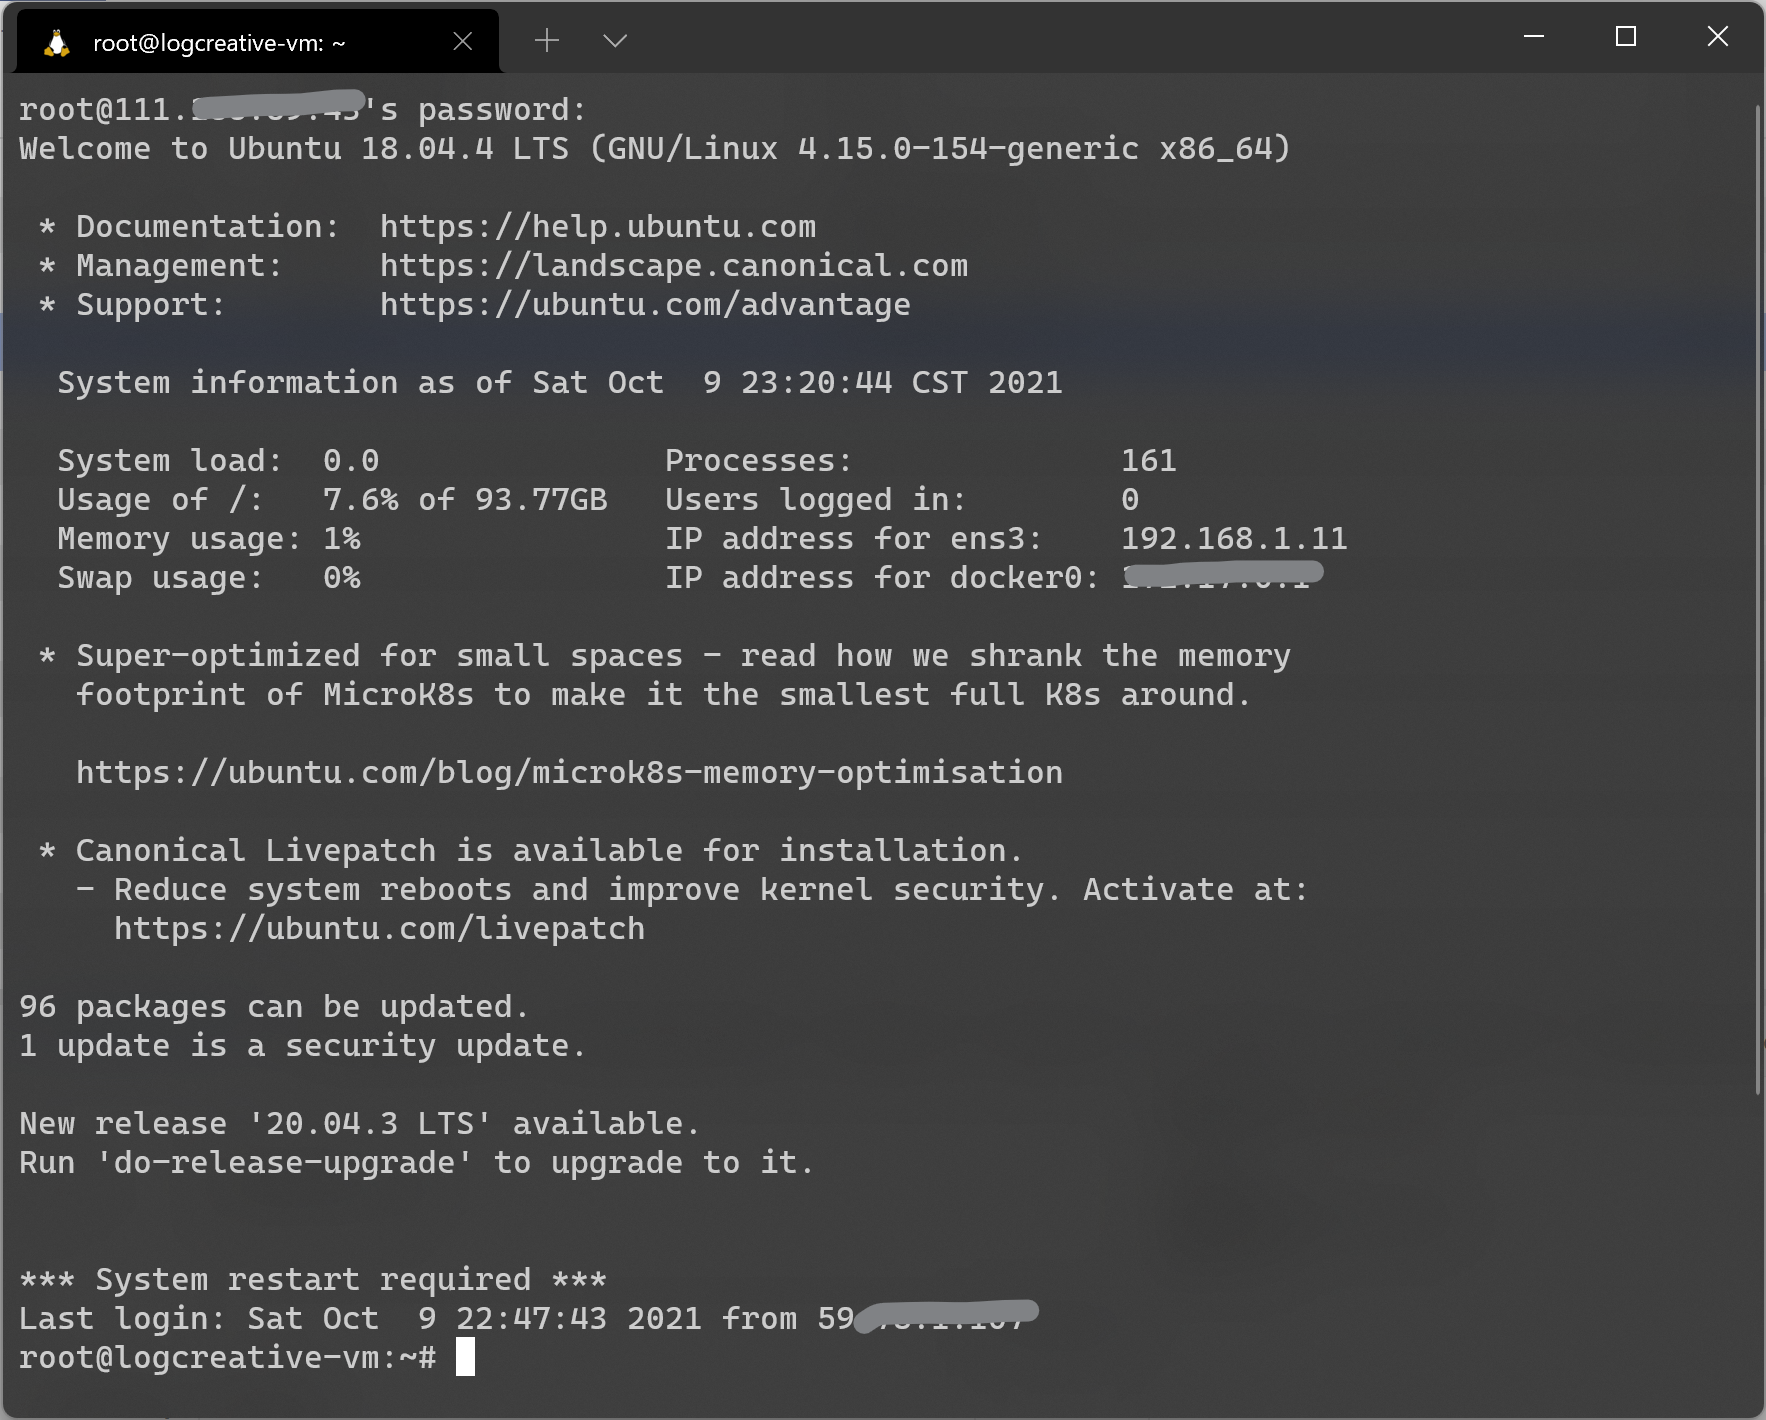 root@logcreative-vm: ~
root@111.'s password:
Welcome to Ubuntu 18.04.4 LTS (GNU/Linux 4.15.0-154-generic x86_64)
* Documentation:  https://help.ubuntu.com
* Management:     https://landscape.canonical.com
* Support:        https://ubuntu.com/advantage
System information as of Sat Oct  9 23:20:44 CST 2021
System load:  0.0               Processes:              161
Usage of /:   7.6% of 93.77GB   Users logged in:        0
Memory usage: 1%                IP address for ens3:    192.168.1.11
Swap usage:   0%                IP address for docker0:
* Super-optimized for small spaces - read how we shrank the memory
footprint of MicroK8s to make it the smallest full K8s around.
https://ubuntu.com/blog/microk8s-memory-optimisation
* Canonical Livepatch is available for installation.
- Reduce system reboots and improve kernel security. Activate at:
https://ubuntu.com/livepatch
96 packages can be updated.
1 update is a security update.
New release '20.04.3 LTS' available.
Run 'do-release-upgrade' to upgrade to it.
*** System restart required ***
Last login: Sat Oct  9 22:47:43 2021 from 59
root@logcreative-vm:~#